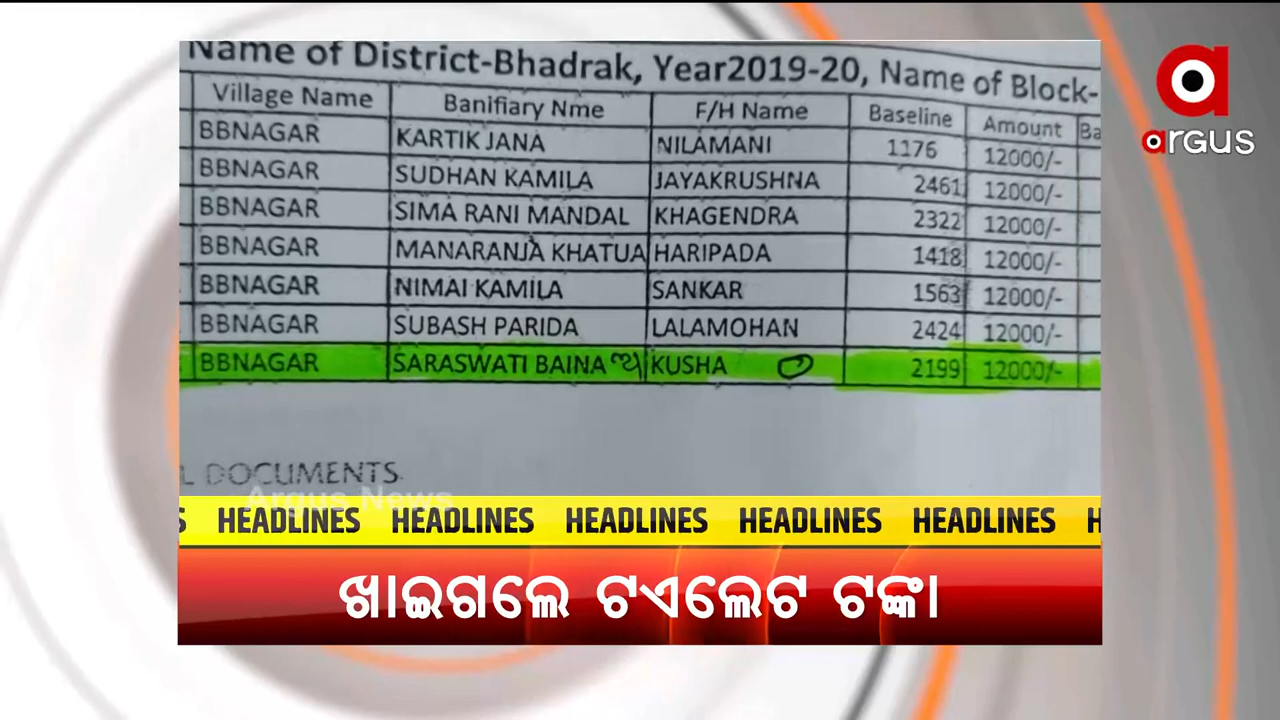 Name of District-Bhadrak, Year2019-20, Name of Block-
Village Name Banifiary Nme F/H Name Baseline Amount Ba
BBNAGAR KARTIK JANA NILAMANI 1176 12000/-
BBNAGAR SUDHAN KAMILA JAYAKRUSHNA 2461 12000/-
BBNAGAR SIMA RANI MANDAL KHAGENDRA 2322 12000/-
BBNAGAR MANARANJA KHATUA HARIPADA 1418 12000/-
BBNAGAR NIMAI KAMILA SANKAR 1563 12000/-
BBNAGAR SUBASH PARIDA LALAMOHAN 2424 12000/-
BBNAGAR SARASWATI BAINA KUSHA 2199 12000/-
L DOCUMENTS.
Argus News
HEADLINES HEADLINES HEADLINES HEADLINES HEADLINES
ଖାଇଗଲେ ଟଏଲେଟ ଟଙ୍କା
a
argus